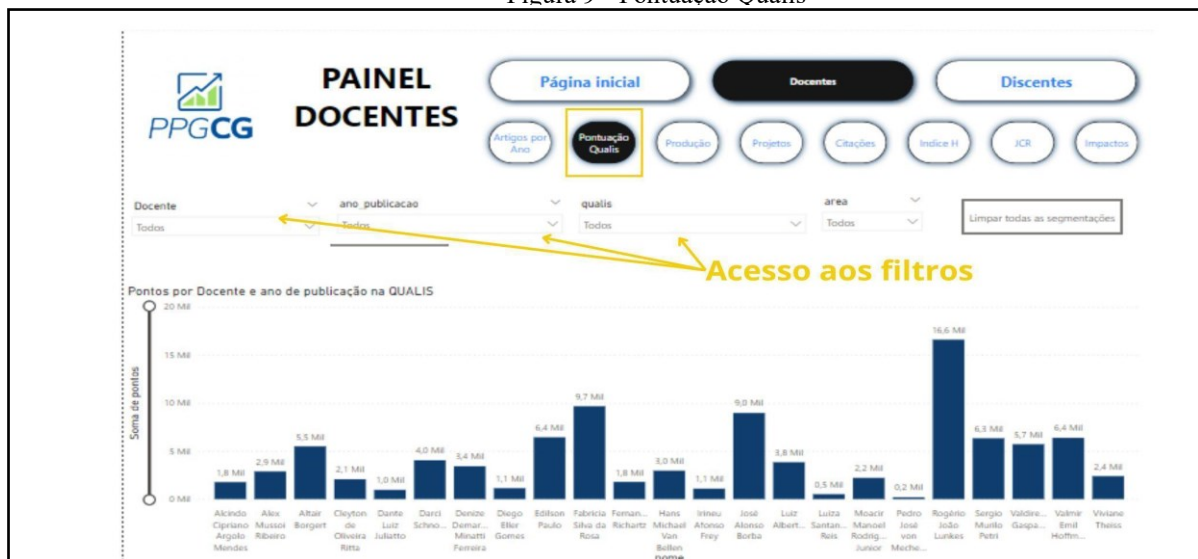 Figura 9 - Pontuação Qualis
PPGCG
PAINEL
DOCENTES
Página inicial
Docentes
Discentes
Artigos por
Ano
Pontuação
Qualis
Produção
Projetos
Citações
Indice H
JCR
Impactos
Docente
ano_publicacao
qualis
area
Todos
Todos
Todos
Todos
Limpar todas as segmentações
Acesso aos filtros
Pontos por Docente e ano de publicação na QUALIS
Soma de pontos
20 Mil
15 Mil
10 Mil
5 Mil
0 Mil
1,8 Mil
2,9 Mil
5,5 Mil
2,1 Mil
1,0 Mil
4,0 Mil
3,4 Mil
1,1 Mil
6,4 Mil
9,7 Mil
1,8 Mil
3,0 Mil
1,1 Mil
9,0 Mil
3,8 Mil
0,5 Mil
2,2 Mil
0,2 Mil
16,6 Mil
6,3 Mil
5,7 Mil
6,4 Mil
2,4 Mil
Alcindo Alex Altair Cleyton Dante Darci Denize Diego Edilson Fabricia Fernan... Hans Irineu José Luiz Luiza Moacir Pedro Rogério Sergio Valdire... Valmir Viviane
Cipriano Mussoi Borgert de Luiz Schno... Demar... Eller Paulo Silva da Richartz Michael Afonso Alonso Albert... Santan... Manoel José João Murilo Gaspa... Emil Theiss
Argolo Ribeiro Oliveira Juliatto Minatti Gomes Rosa Van Frey Borba Reis Rodrig... von Lunkes Petri Hoffm...
Mendes Ritta Ferreira Bellen Junior Meche...
nome